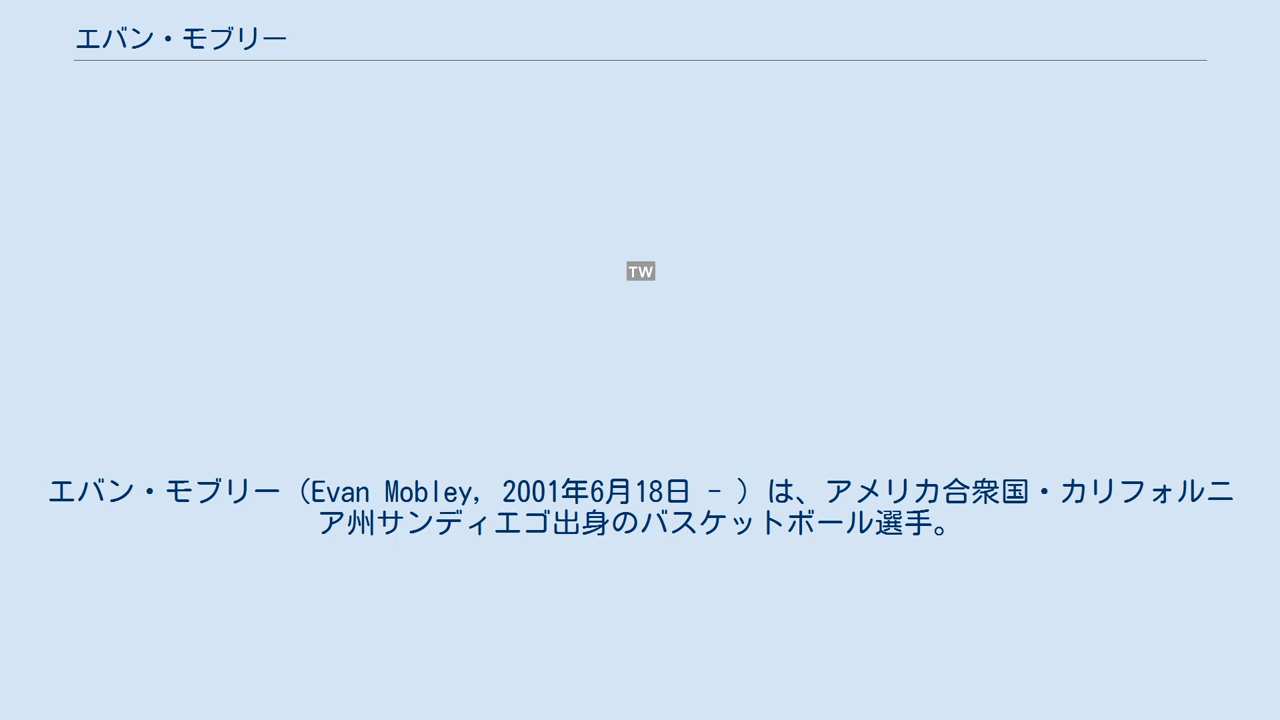 エバン・モブリー
TW
エバン・モブリー（Evan Mobley, 2001年6月18日 - ）は、アメリカ合衆国・カリフォルニ
ア州サンディエゴ出身のバスケットボール選手。